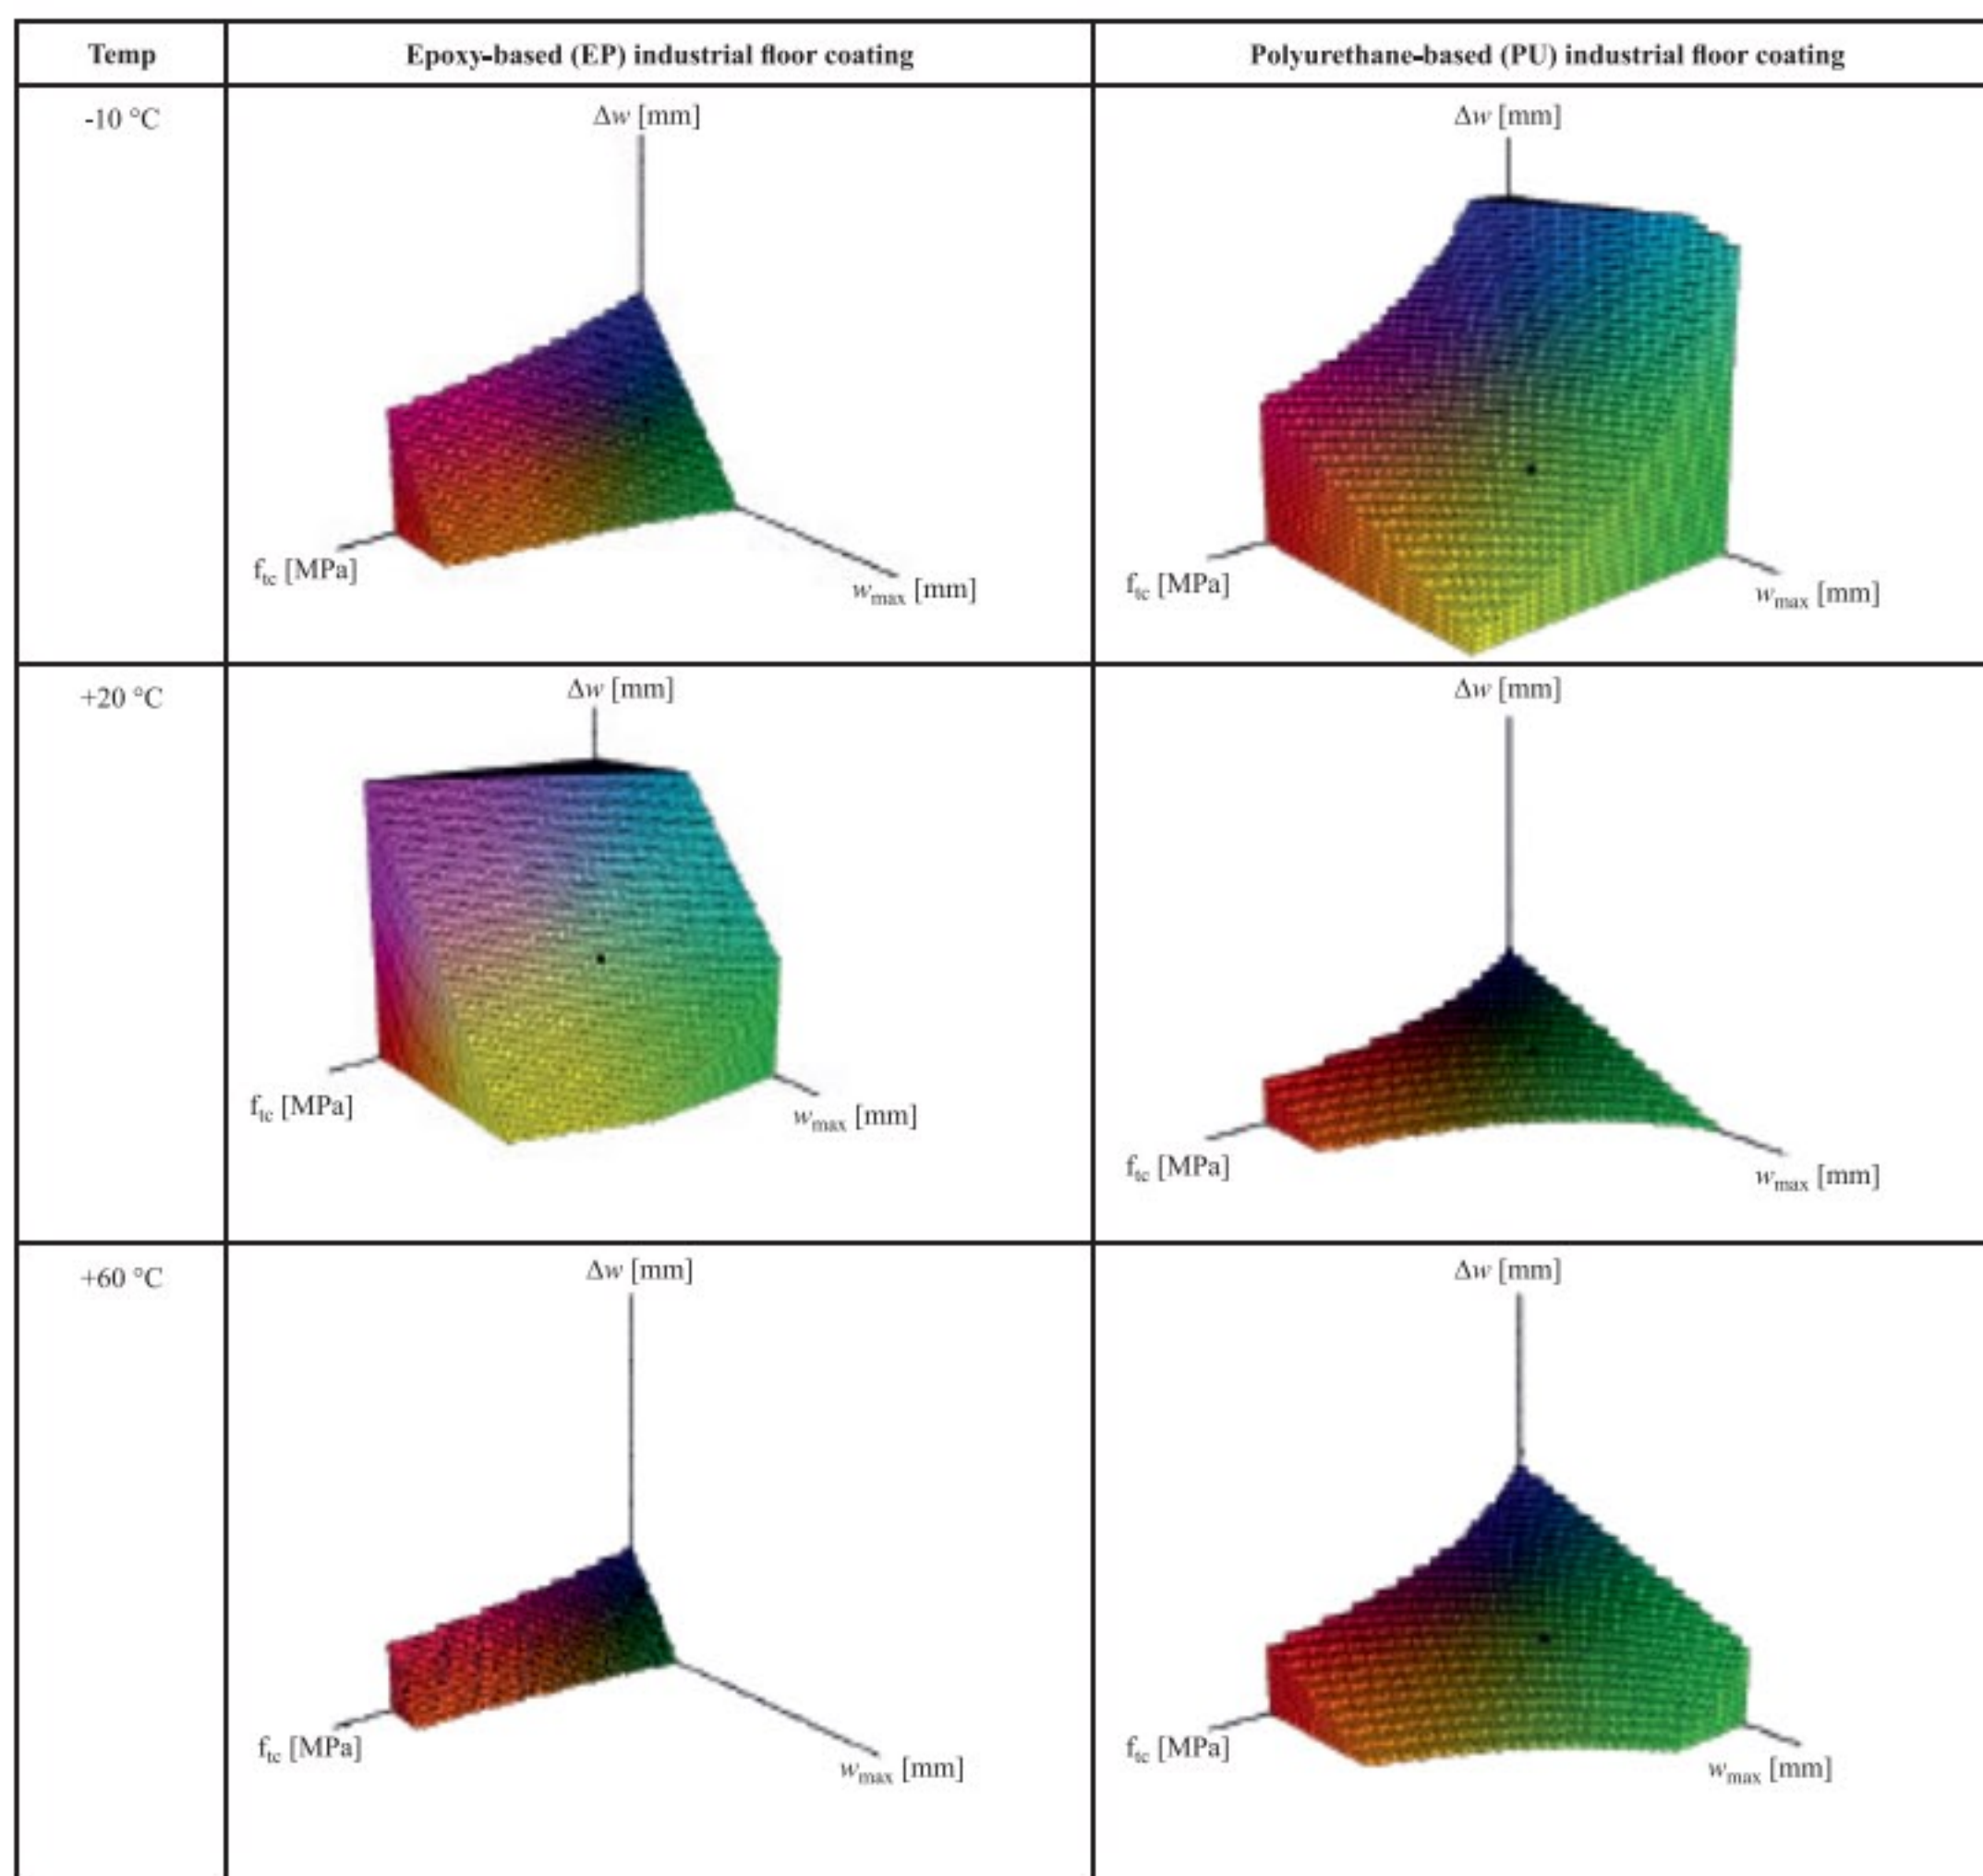 Temp Epoxy-based (EP) industrial floor coating Polyurethane-based (PU) industrial floor coating
-10 °C
Δw [mm] Δw [mm]
ftc [MPa] wmax [mm] ftc [MPa] wmax [mm]
+20 °C
Δw [mm] Δw [mm]
ftc [MPa] wmax [mm] ftc [MPa] wmax [mm]
+60 °C
Δw [mm] Δw [mm]
ftc [MPa] wmax [mm] ftc [MPa] wmax [mm]